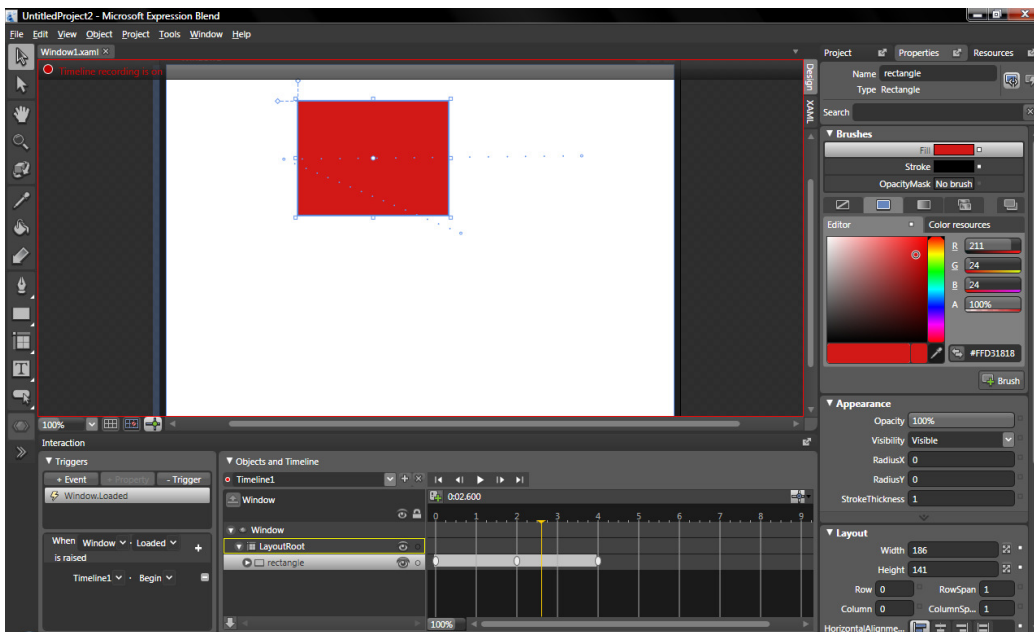 UntitledProject2 - Microsoft Expression Blend
File Edit View Object Project Tools Window Help
Window1.xaml ×
Timeline recording is on
Design
XAML
100%
Project Properties Resources
Name rectangle
Type Rectangle
Search
Brushes
Fill
Stroke
OpacityMask No brush
Editor Color resources
R 211
G 24
B 24
A 100%
#FFD31818
Brush
Appearance
Opacity 100%
Visibility Visible
RadiusX 0
RadiusY 0
StrokeThickness 1
Layout
Width 186
Height 141
Row 0 RowSpan 1
Column 0 ColumnSp... 1
HorizontalAlignme...
Interaction
Triggers
+ Event + Property - Trigger
Window.Loaded
When Window Loaded
is raised
Timeline1 Begin
Objects and Timeline
Timeline1
Window 0:02.600
0 1 2 3 4 5 6 7 8 9
Window
LayoutRoot
rectangle
100%